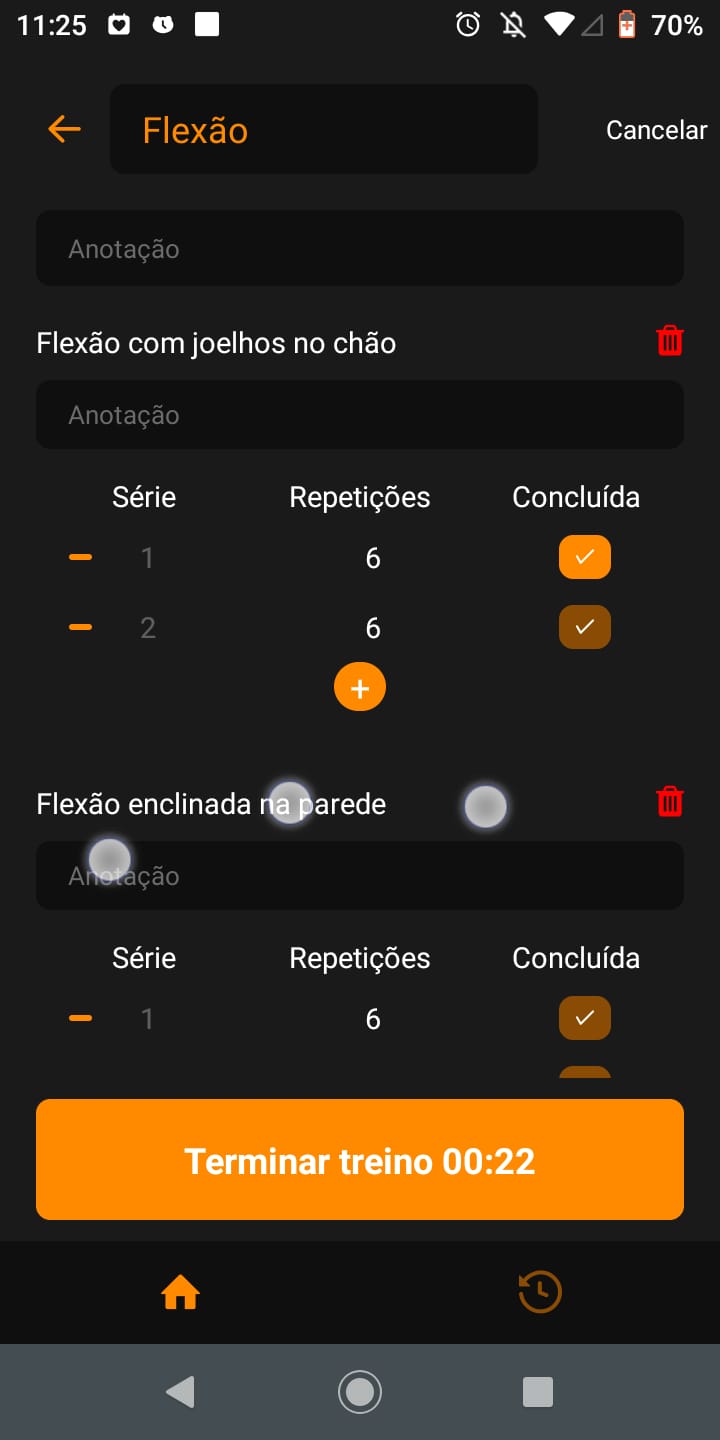 11:25
70%
Flexão
Cancelar
Anotação
Flexão com joelhos no chão
Anotação
Série Repetições Concluída
1 6
2 6
+
Flexão enclinada na parede
Anotação
Série Repetições Concluída
1 6
Terminar treino 00:22